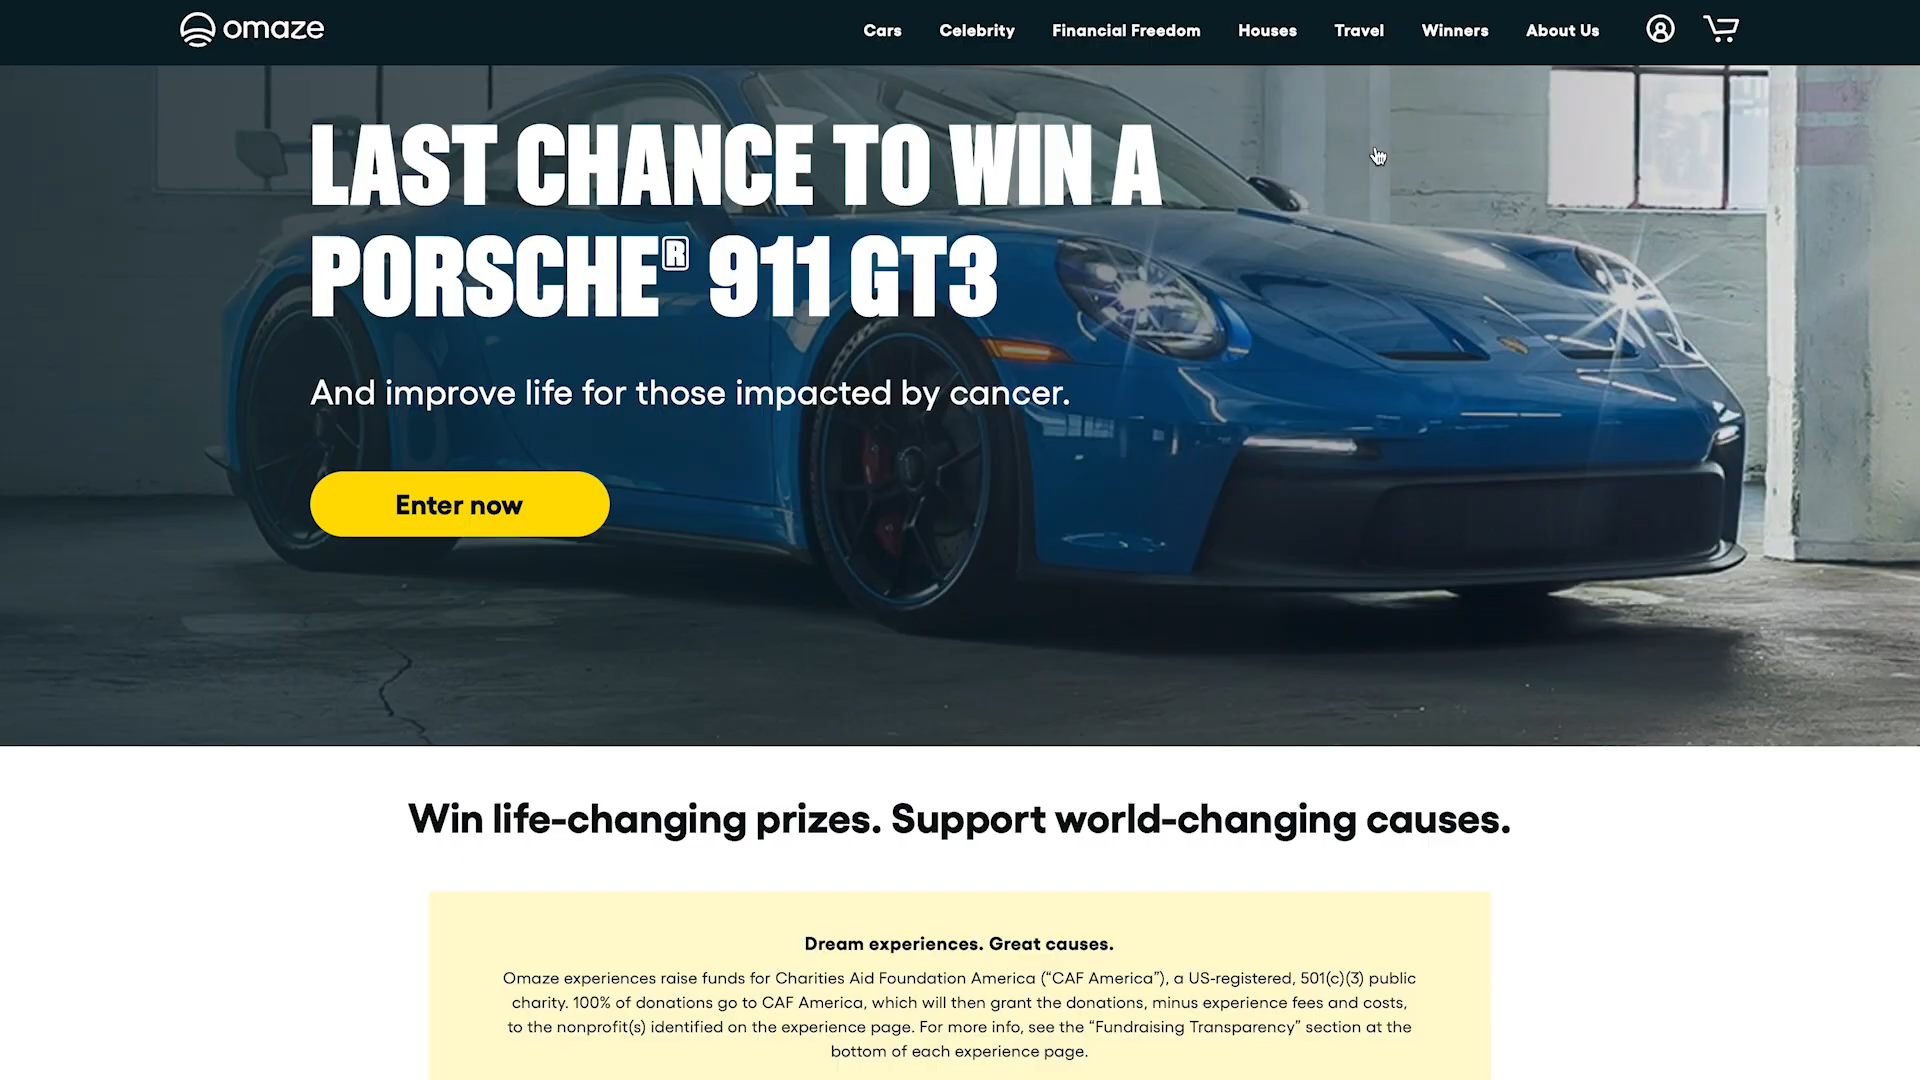 omaze
Cars Celebrity Financial Freedom Houses Travel Winners About Us
LAST CHANCE TO WIN A
PORSCHE® 911 GT3
And improve life for those impacted by cancer.
Enter now
Win life-changing prizes. Support world-changing causes.
Dream experiences. Great causes.
Omaze experiences raise funds for Charities Aid Foundation America (“CAF America”), a US-registered, 501(c)(3) public
charity. 100% of donations go to CAF America, which will then grant the donations, minus experience fees and costs,
to the nonprofit(s) identified on the experience page. For more info, see the “Fundraising Transparency” section at the
bottom of each experience page.